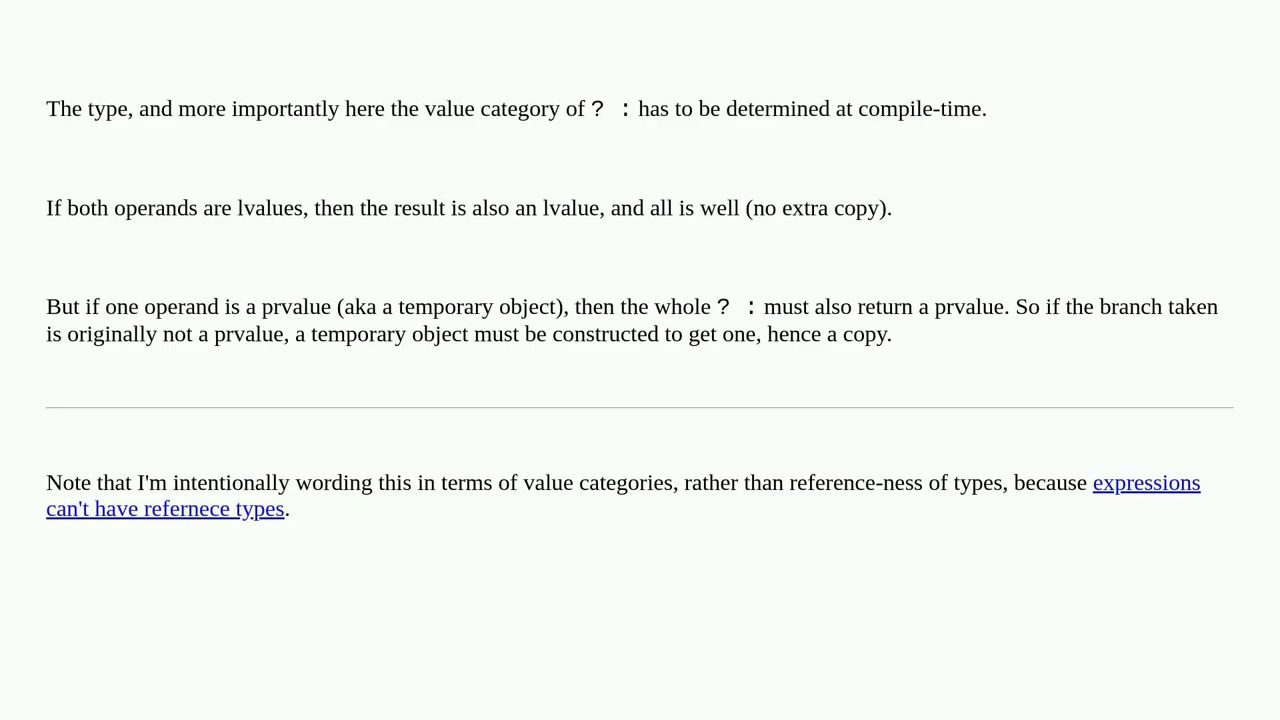 The type, and more importantly here the value category of ? : has to be determined at compile-time.
If both operands are lvalues, then the result is also an lvalue, and all is well (no extra copy).
But if one operand is a prvalue (aka a temporary object), then the whole ? : must also return a prvalue. So if the branch taken
is originally not a prvalue, a temporary object must be constructed to get one, hence a copy.
Note that I'm intentionally wording this in terms of value categories, rather than reference-ness of types, because expressions
can't have refernece types.